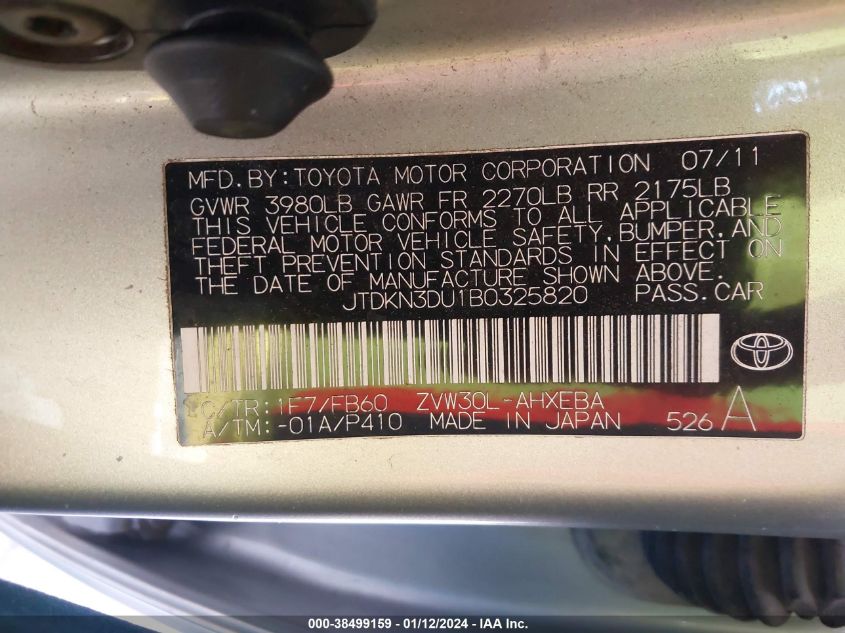 MFD.BY:TOYOTA MOTOR CORPORATION 07/11
GVWR 3980LB GAWR FR 2270LB RR 2175LB
THIS VEHICLE CONFORMS TO ALL APPLICABLE
FEDERAL MOTOR VEHICLE SAFETY,BUMPER,AND
THEFT PREVENTION STANDARDS IN EFFECT ON
THE DATE OF MANUFACTURE SHOWN ABOVE.
JTDKN3DU1B0325820 PASS.CAR
C/TR:1F7/FB60 ZVW30L-AHXEBA
A/TM:-01A/P410 MADE IN JAPAN 526 A
000-38499159 - 01/12/2024 - IAA Inc.